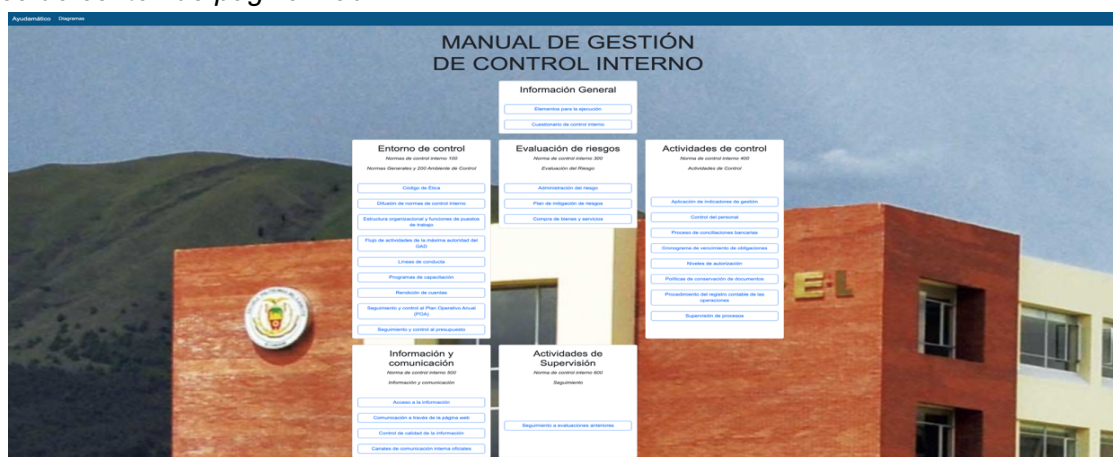 Ayudamático Diagramas
MANUAL DE GESTIÓN
DE CONTROL INTERNO
Información General
Elementos para la ejecución
Cuestionario de control interno
Entorno de control
Normas de control interno 100
Normas Generales y 200 Ambiente de Control
Código de Ética
Difusión de normas de control interno
Estructura organizacional y funciones de puestos
de trabajo
Flujo de actividades de la máxima autoridad del
GAD
Líneas de conducta
Programas de capacitación
Rendición de cuentas
Seguimiento y control al Plan Operativo Anual
(POA)
Seguimiento y control al presupuesto
Evaluación de riesgos
Norma de control interno 300
Evaluación del Riesgo
Administración del riesgo
Plan de mitigación de riesgos
Compra de bienes y servicios
Actividades de control
Norma de control interno 400
Actividades de Control
Aplicación de indicadores de gestión
Control del personal
Proceso de conciliaciones bancarias
Cronograma de vencimiento de obligaciones
Niveles de autorización
Políticas de conservación de documentos
Procedimiento del registro contable de las
operaciones
Supervisión de procesos
Información y
comunicación
Norma de control interno 500
Información y comunicación
Acceso a la información
Comunicación a través de la página web
Control de calidad de la información
Canales de comunicación interna oficiales
Actividades de
Supervisión
Norma de control interno 600
Seguimiento
Seguimiento a evaluaciones anteriores